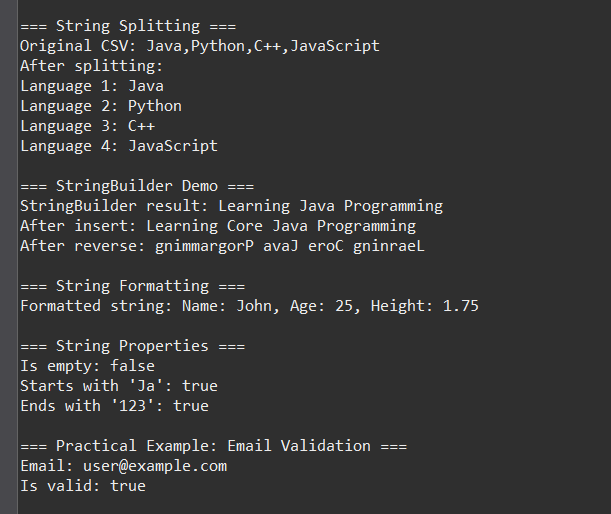 === String Splitting ===
Original CSV: Java,Python,C++,JavaScript
After splitting:
Language 1: Java
Language 2: Python
Language 3: C++
Language 4: JavaScript
=== StringBuilder Demo ===
StringBuilder result: Learning Java Programming
After insert: Learning Core Java Programming
After reverse: gnimmargorP avaJ eroC gninraeL
=== String Formatting ===
Formatted string: Name: John, Age: 25, Height: 1.75
=== String Properties ===
Is empty: false
Starts with 'Ja': true
Ends with '123': true
=== Practical Example: Email Validation ===
Email: user@example.com
Is valid: true